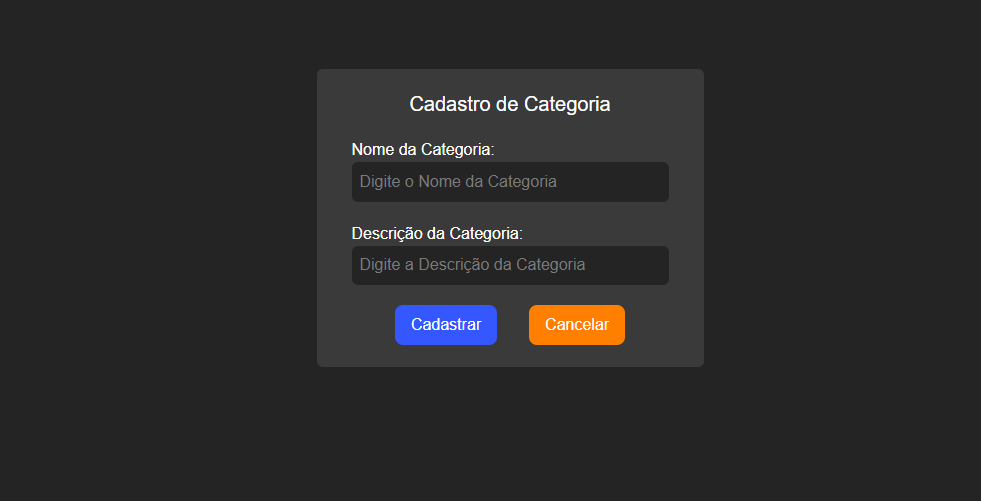 Cadastro de Categoria
Nome da Categoria:
Digite o Nome da Categoria
Descrição da Categoria:
Digite a Descrição da Categoria
Cadastrar Cancelar